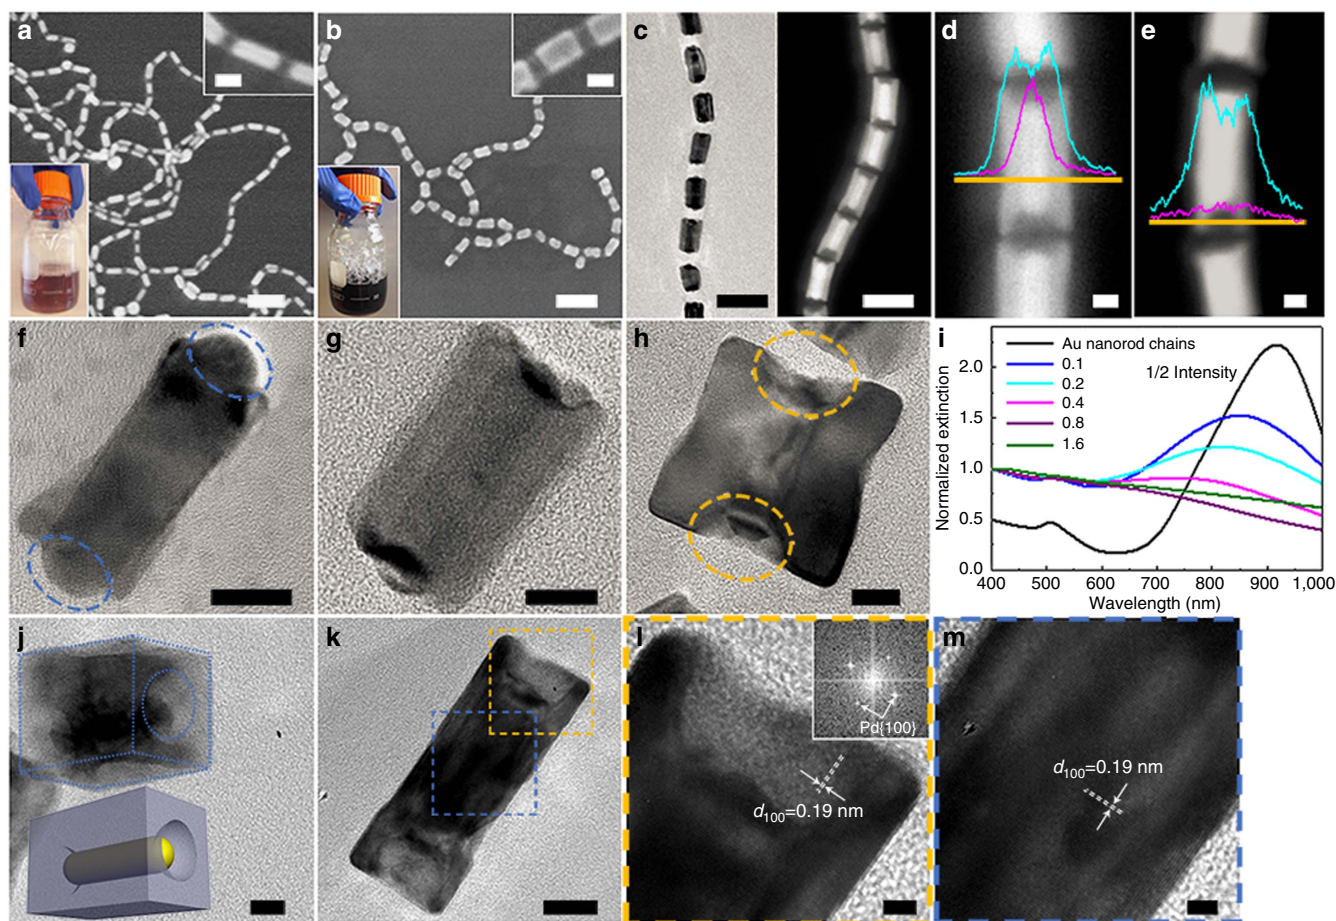 a
b
c
d
e
f
g
h
i
Au nanorod chains
0.1
0.2
0.4
0.8
1.6
1/2 Intensity
Normalized extinction
2.0
1.5
1.0
0.5
0.0
400
500
600
700
800
900
1,000
Wavelength (nm)
j
k
l
Pd{100}
d100=0.19 nm
m
d100=0.19 nm